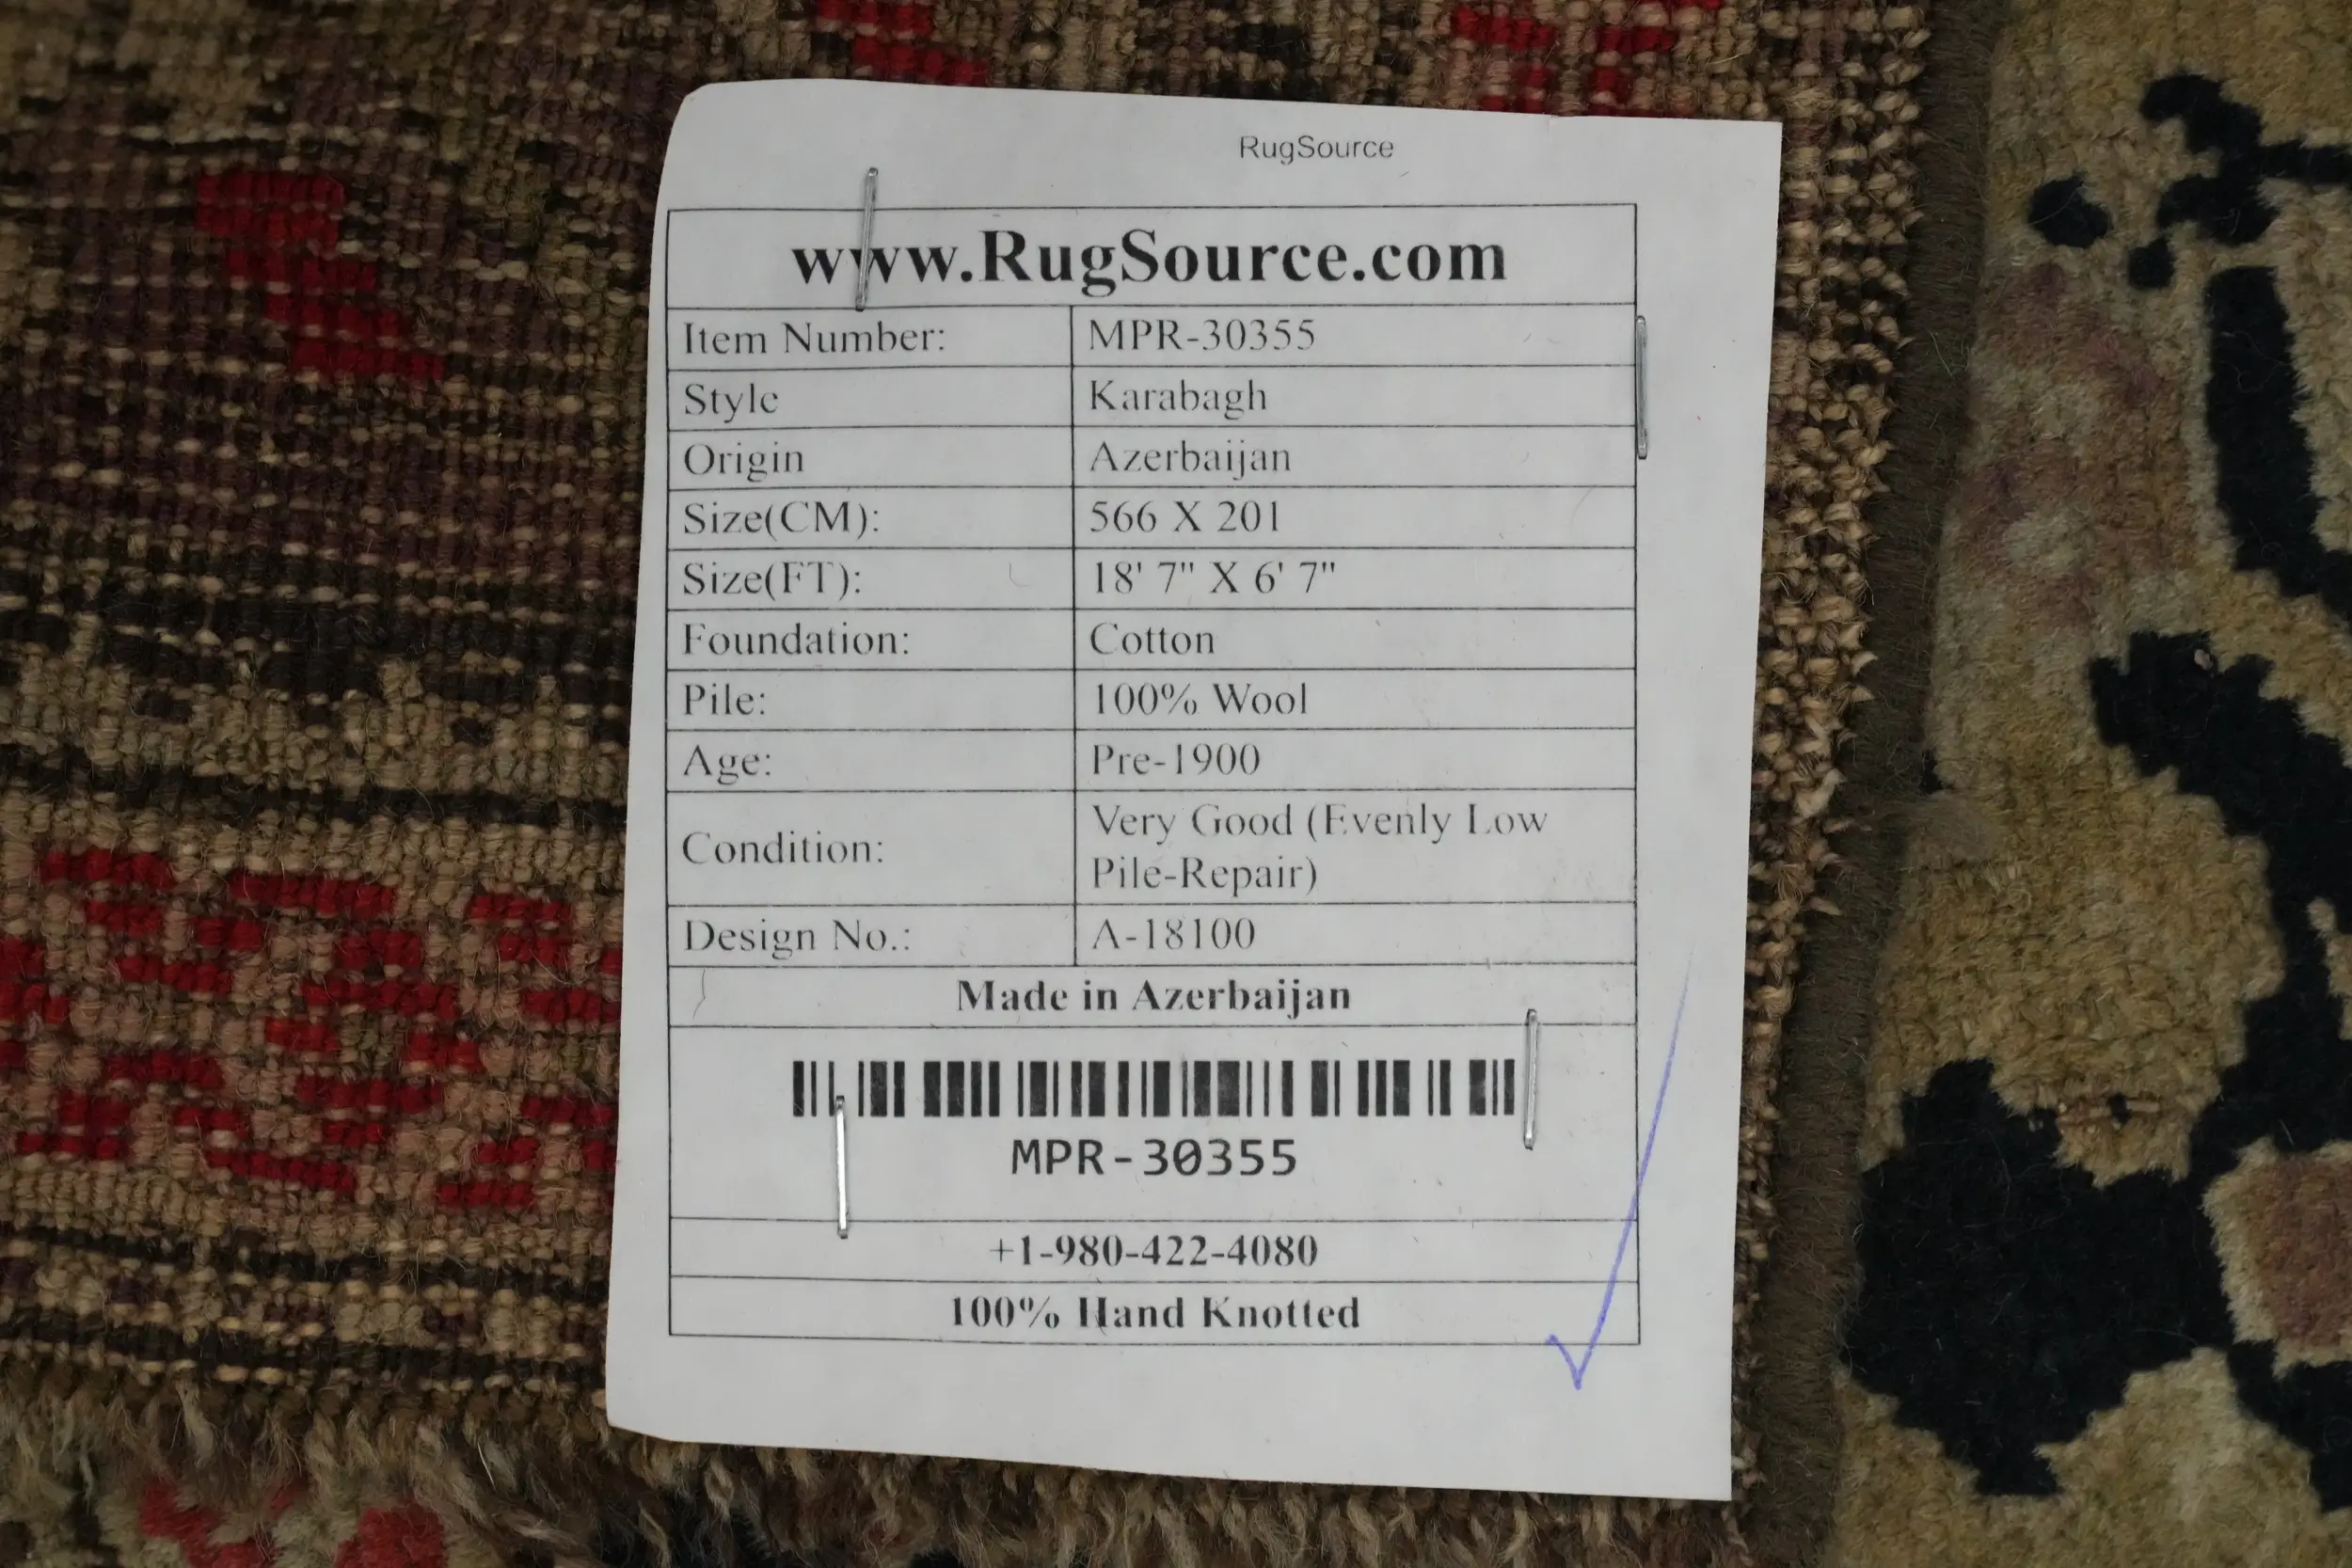 RugSource
www.RugSource.com
Item Number: MPR-30355
Style Karabagh
Origin Azerbaijan
Size(CM): 566 X 201
Size(FT): 18' 7" X 6' 7"
Foundation: Cotton
Pile: 100% Wool
Age: Pre-1900
Condition: Very Good (Evenly Low
Pile-Repair)
Design No.: A-18100
Made in Azerbaijan
MPR-30355
+1-980-422-4080
100% Hand Knotted